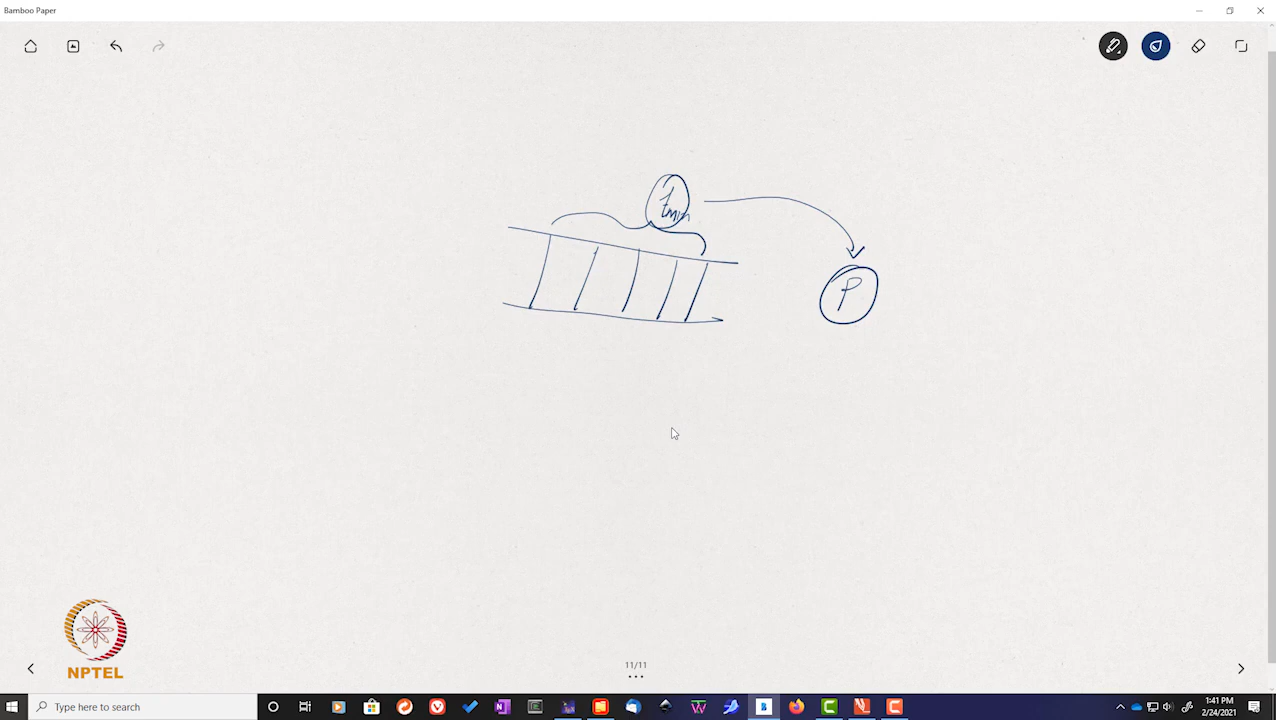 Bamboo Paper
tmin
P
NPTEL
11/11
Type here to search
1:41 PM
2/24/2021